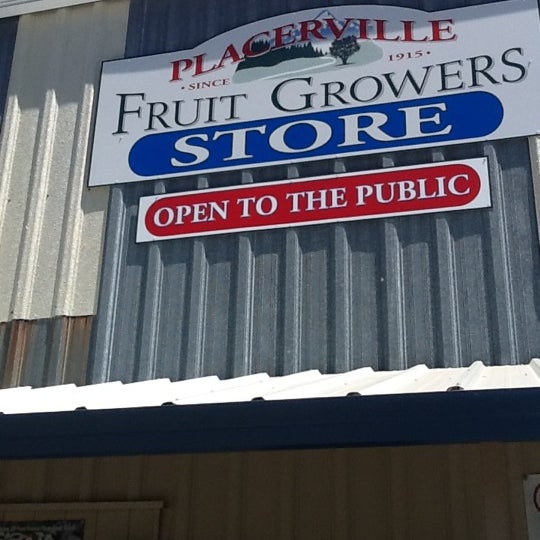 PLACERVILLE
• SINCE 1915 •
FRUIT GROWERS
STORE
OPEN TO THE PUBLIC